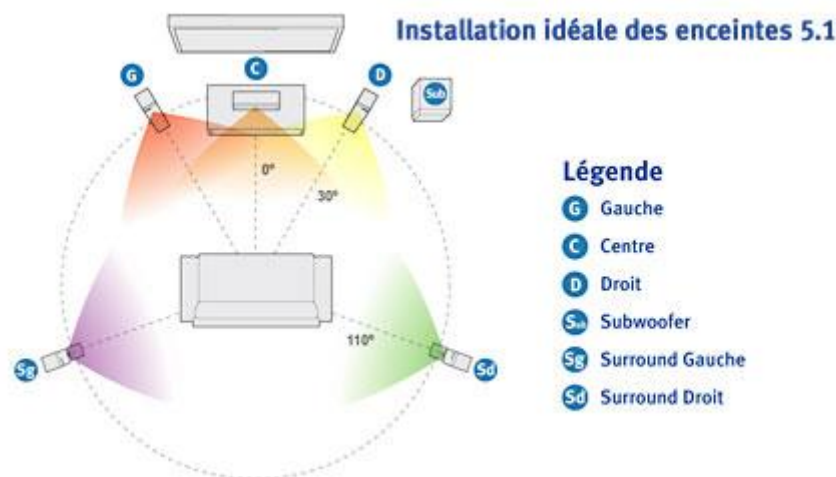 Installation idéale des enceintes 5.1
G
C
D
Sub
0°
30°
110°
Sg
Sd
Légende
G Gauche
C Centre
D Droit
Sub Subwoofer
Sg Surround Gauche
Sd Surround Droit